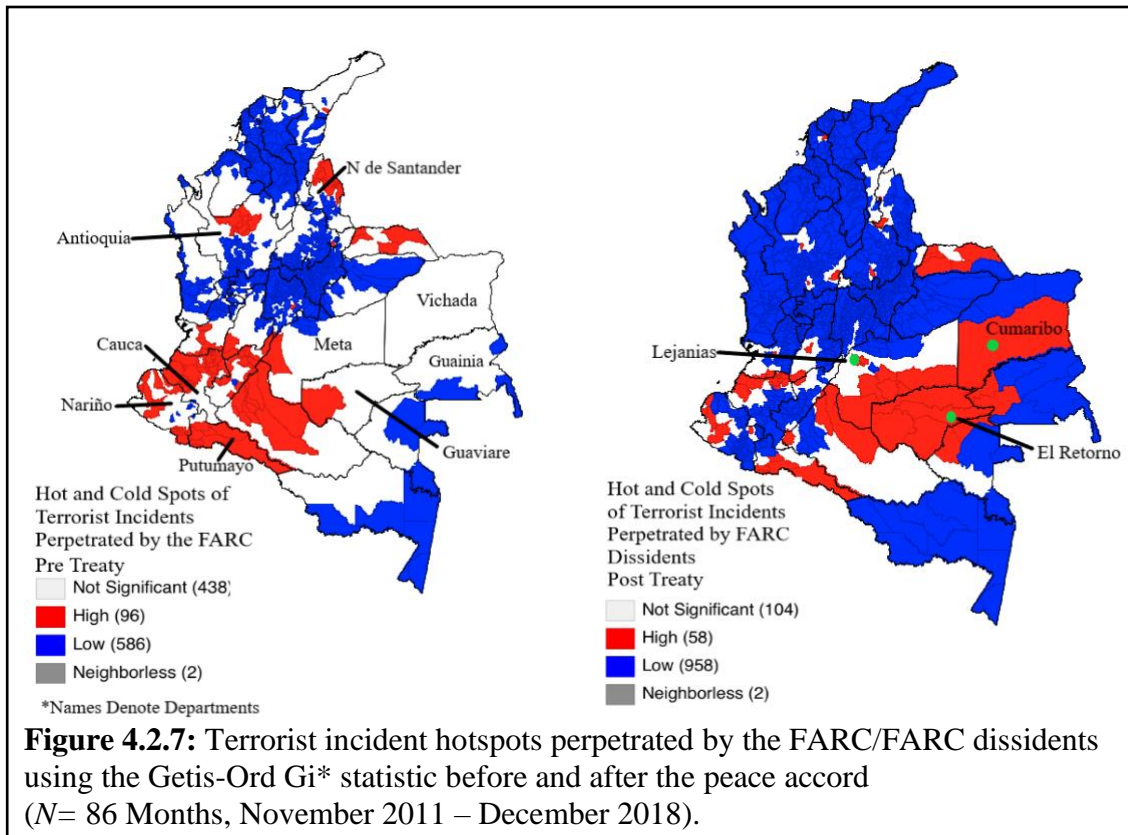 N de Santander
Antioquia
Vichada
Meta
Cauca
Guainia
Nariño
Putumayo
Guaviare
Hot and Cold Spots of
Terrorist Incidents
Perpetrated by the FARC
Pre Treaty
Not Significant (438)
High (96)
Low (586)
Neighborless (2)
*Names Denote Departments
Cumaribo
Lejanias
El Retorno
Hot and Cold Spots
of Terrorist Incidents
Perpetrated by FARC
Dissidents
Post Treaty
Not Significant (104)
High (58)
Low (958)
Neighborless (2)
Figure 4.2.7: Terrorist incident hotspots perpetrated by the FARC/FARC dissidents
using the Getis-Ord Gi* statistic before and after the peace accord
(N= 86 Months, November 2011 – December 2018).